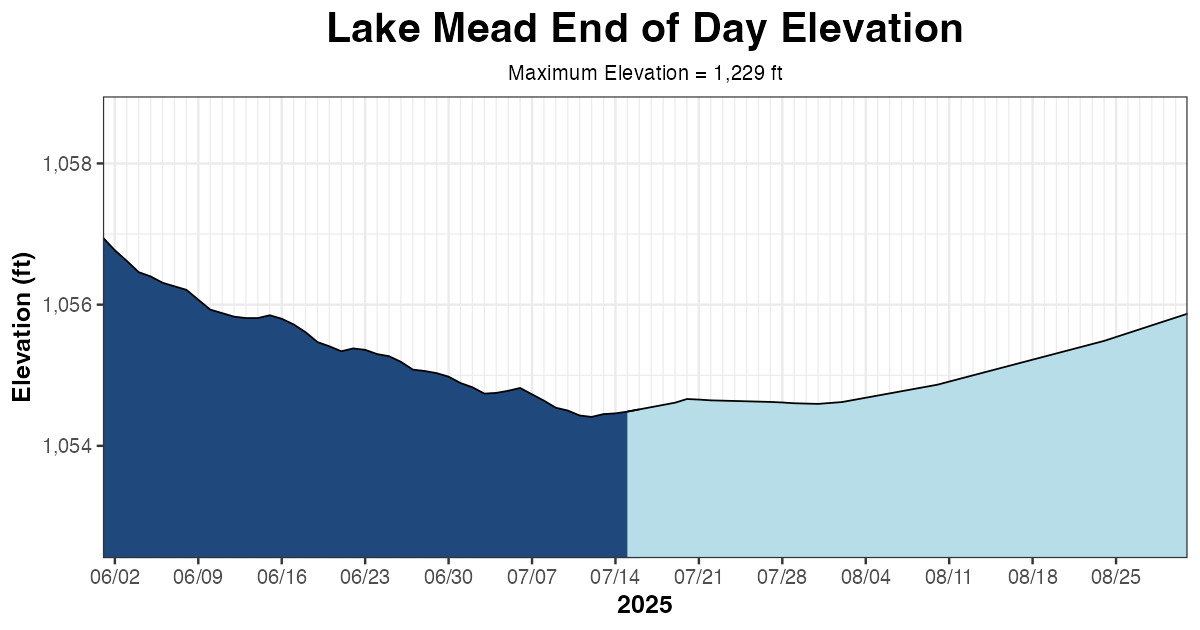 Lake Mead End of Day Elevation
Maximum Elevation = 1,229 ft
Elevation (ft)
1,058
1,056
1,054
06/02 06/09 06/16 06/23 06/30 07/07 07/14 07/21 07/28 08/04 08/11 08/18 08/25
2025